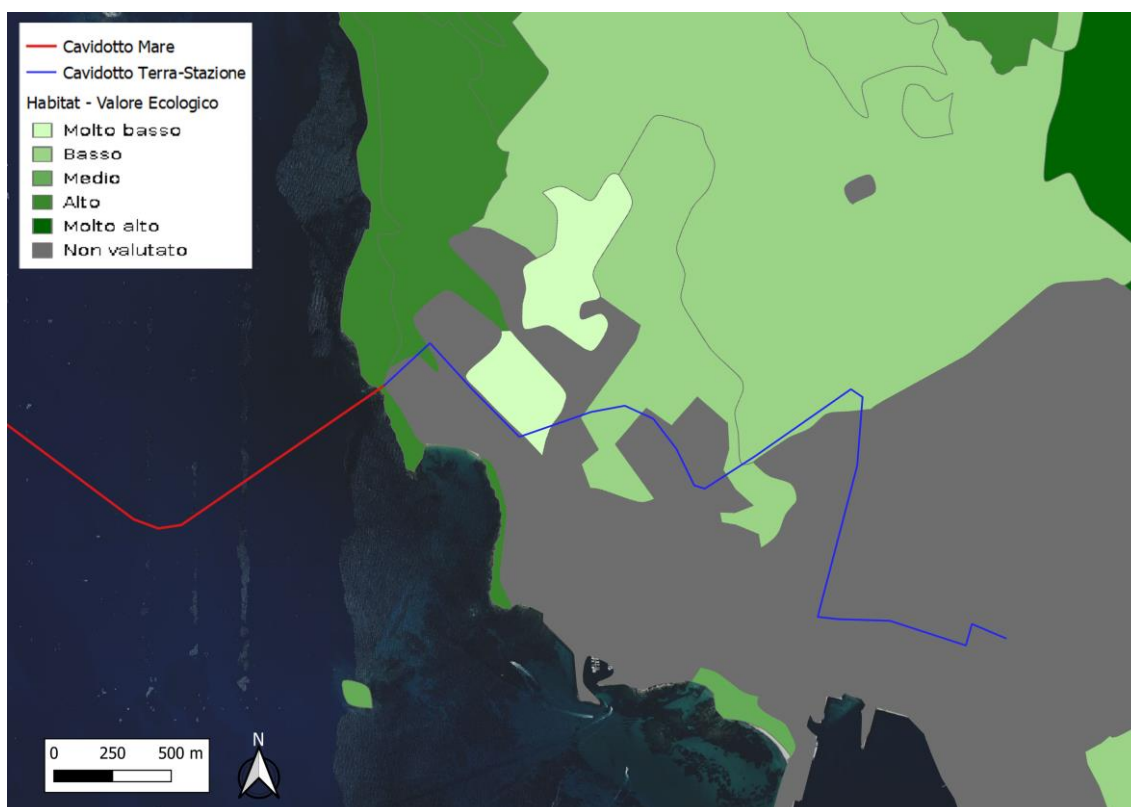 Cavidotto Mare
Cavidotto Terra-Stazione
Habitat - Valore Ecologico
Molto basso
Basso
Medio
Alto
Molto alto
Non valutato
0 250 500 m
N